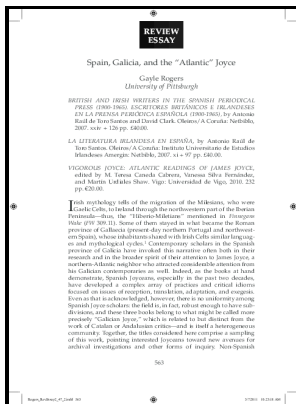 REVIEW
ESSAY
Spain, Galicia, and the “Atlantic” Joyce
Gayle Rogers
University of Pittsburgh
BRITISH AND IRISH WRITERS IN THE SPANISH PERIODICAL
PRESS (1900-1965). ESCRITORES BRITÁNICOS E IRLANDESES
EN LA PRENSA PERIÓDICA ESPAÑOLA (1900-1965), by Antonio
Raúl de Toro Santos and David Clark. Oleiros/A Coruña: Netbiblo,
2007. xxiv + 126 pp. £40.00.
LA LITERATURA IRLANDESA EN ESPAÑA, by Antonio Raúl de
Toro Santos. Oleiros/A Coruña: Instituto Universitario de Estudios
Irlandeses Amergin: Netbiblo, 2007. xi + 97 pp. £40.00.
VIGOROUS JOYCE: ATLANTIC READINGS OF JAMES JOYCE,
edited by M. Teresa Caneda Cabrera, Vanessa Silva Fernández,
and Martín Urdiales Shaw. Vigo: Universidade de Vigo, 2010. 232
pp. €20.00.
Irish mythology tells of the migration of the Milesians, who were
Gaelic Celts, to Ireland through the northwestern part of the Iberian
Peninsula—thus, the “Hiberio-Miletians” mentioned in Finnegans
Wake (FW 309.11). Some of them stayed in what became the Roman
province of Gallaecia (present-day northern Portugal and northwest-
ern Spain), whose inhabitants shared with Irish Celts similar languag-
es and mythological cycles.¹ Contemporary scholars in the Spanish
province of Galicia have invoked this narrative often both in their
research and in the broader spirit of their attention to James Joyce, a
northern-Atlantic neighbor who attracted considerable attention from
his Galician contemporaries as well. Indeed, as the books at hand
demonstrate, Spanish Joyceans, especially in the past two decades,
have developed a complex array of practices and critical idioms
focused on issues of reception, translation, adaptation, and exegesis.
Even as that is acknowledged, however, there is no uniformity among
Spanish Joyce scholars: the field is, in fact, robust enough to have sub-
divisions, and these three books belong to what might be called more
precisely “Galician Joyce,” which is related to but distinct from the
work of Catalan or Andalusian critics—and is itself a heterogeneous
community. Together, the titles considered here comprise a sampling
of this work, pointing interested Joyceans toward new avenues for
archival investigations and other forms of inquiry. Non-Spanish
563